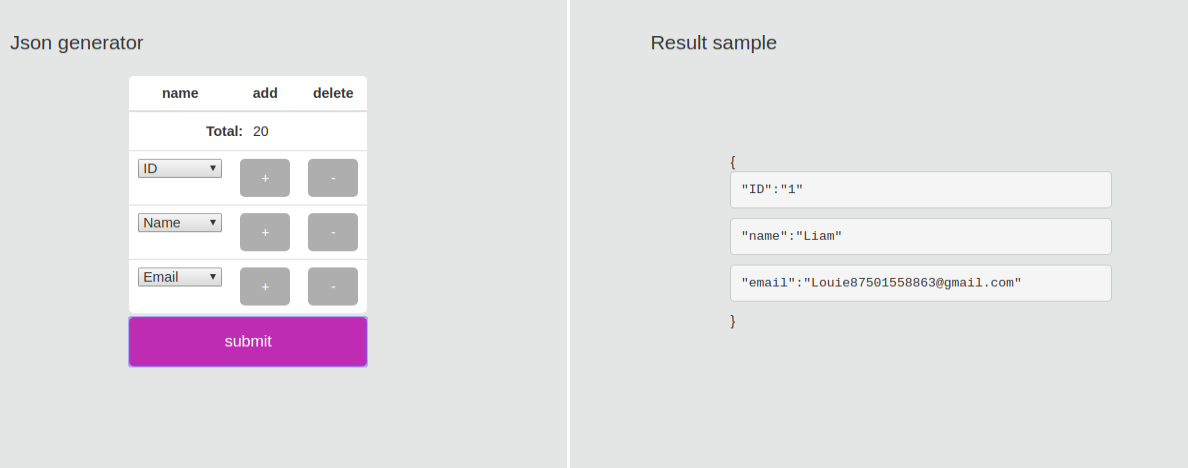 Json generator
name add delete
Total: 20
ID + -
Name + -
Email + -
submit
Result sample
{
"ID":"1"
"name":"Liam"
"email":"Louie87501558863@gmail.com"
}